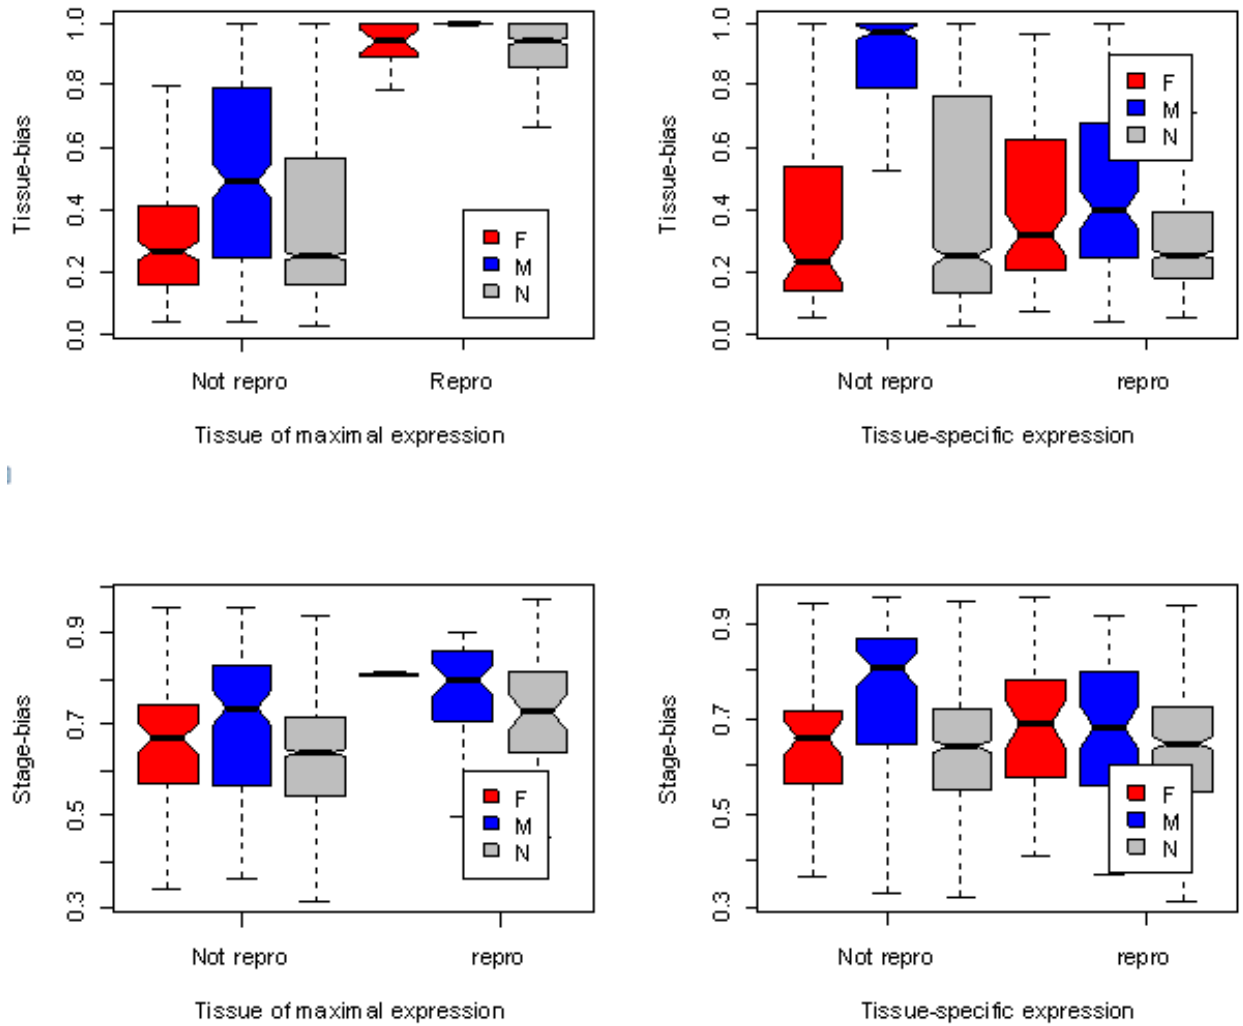 Tissue-bias
0.0 0.2 0.4 0.6 0.8 1.0
F
M
N
Not repro Repro
Tissue of maximal expression
Tissue-bias
0.0 0.2 0.4 0.6 0.8 1.0
F
M
N
Not repro repro
Tissue-specific expression
Stage-bias
0.3 0.5 0.7 0.9
F
M
N
Not repro repro
Tissue of maximal expression
Stage-bias
0.3 0.5 0.7 0.9
F
M
N
Not repro repro
Tissue-specific expression